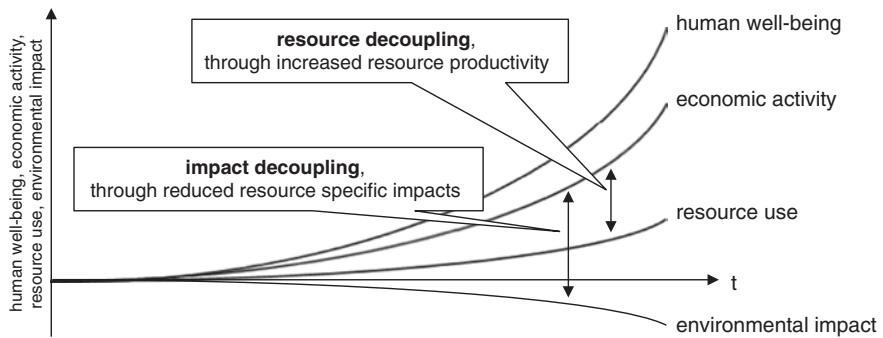 human well-being, economic activity,
resource use, environmental impact
resource decoupling,
through increased resource productivity
human well-being
economic activity
impact decoupling,
through reduced resource specific impacts
resource use
t
environmental impact